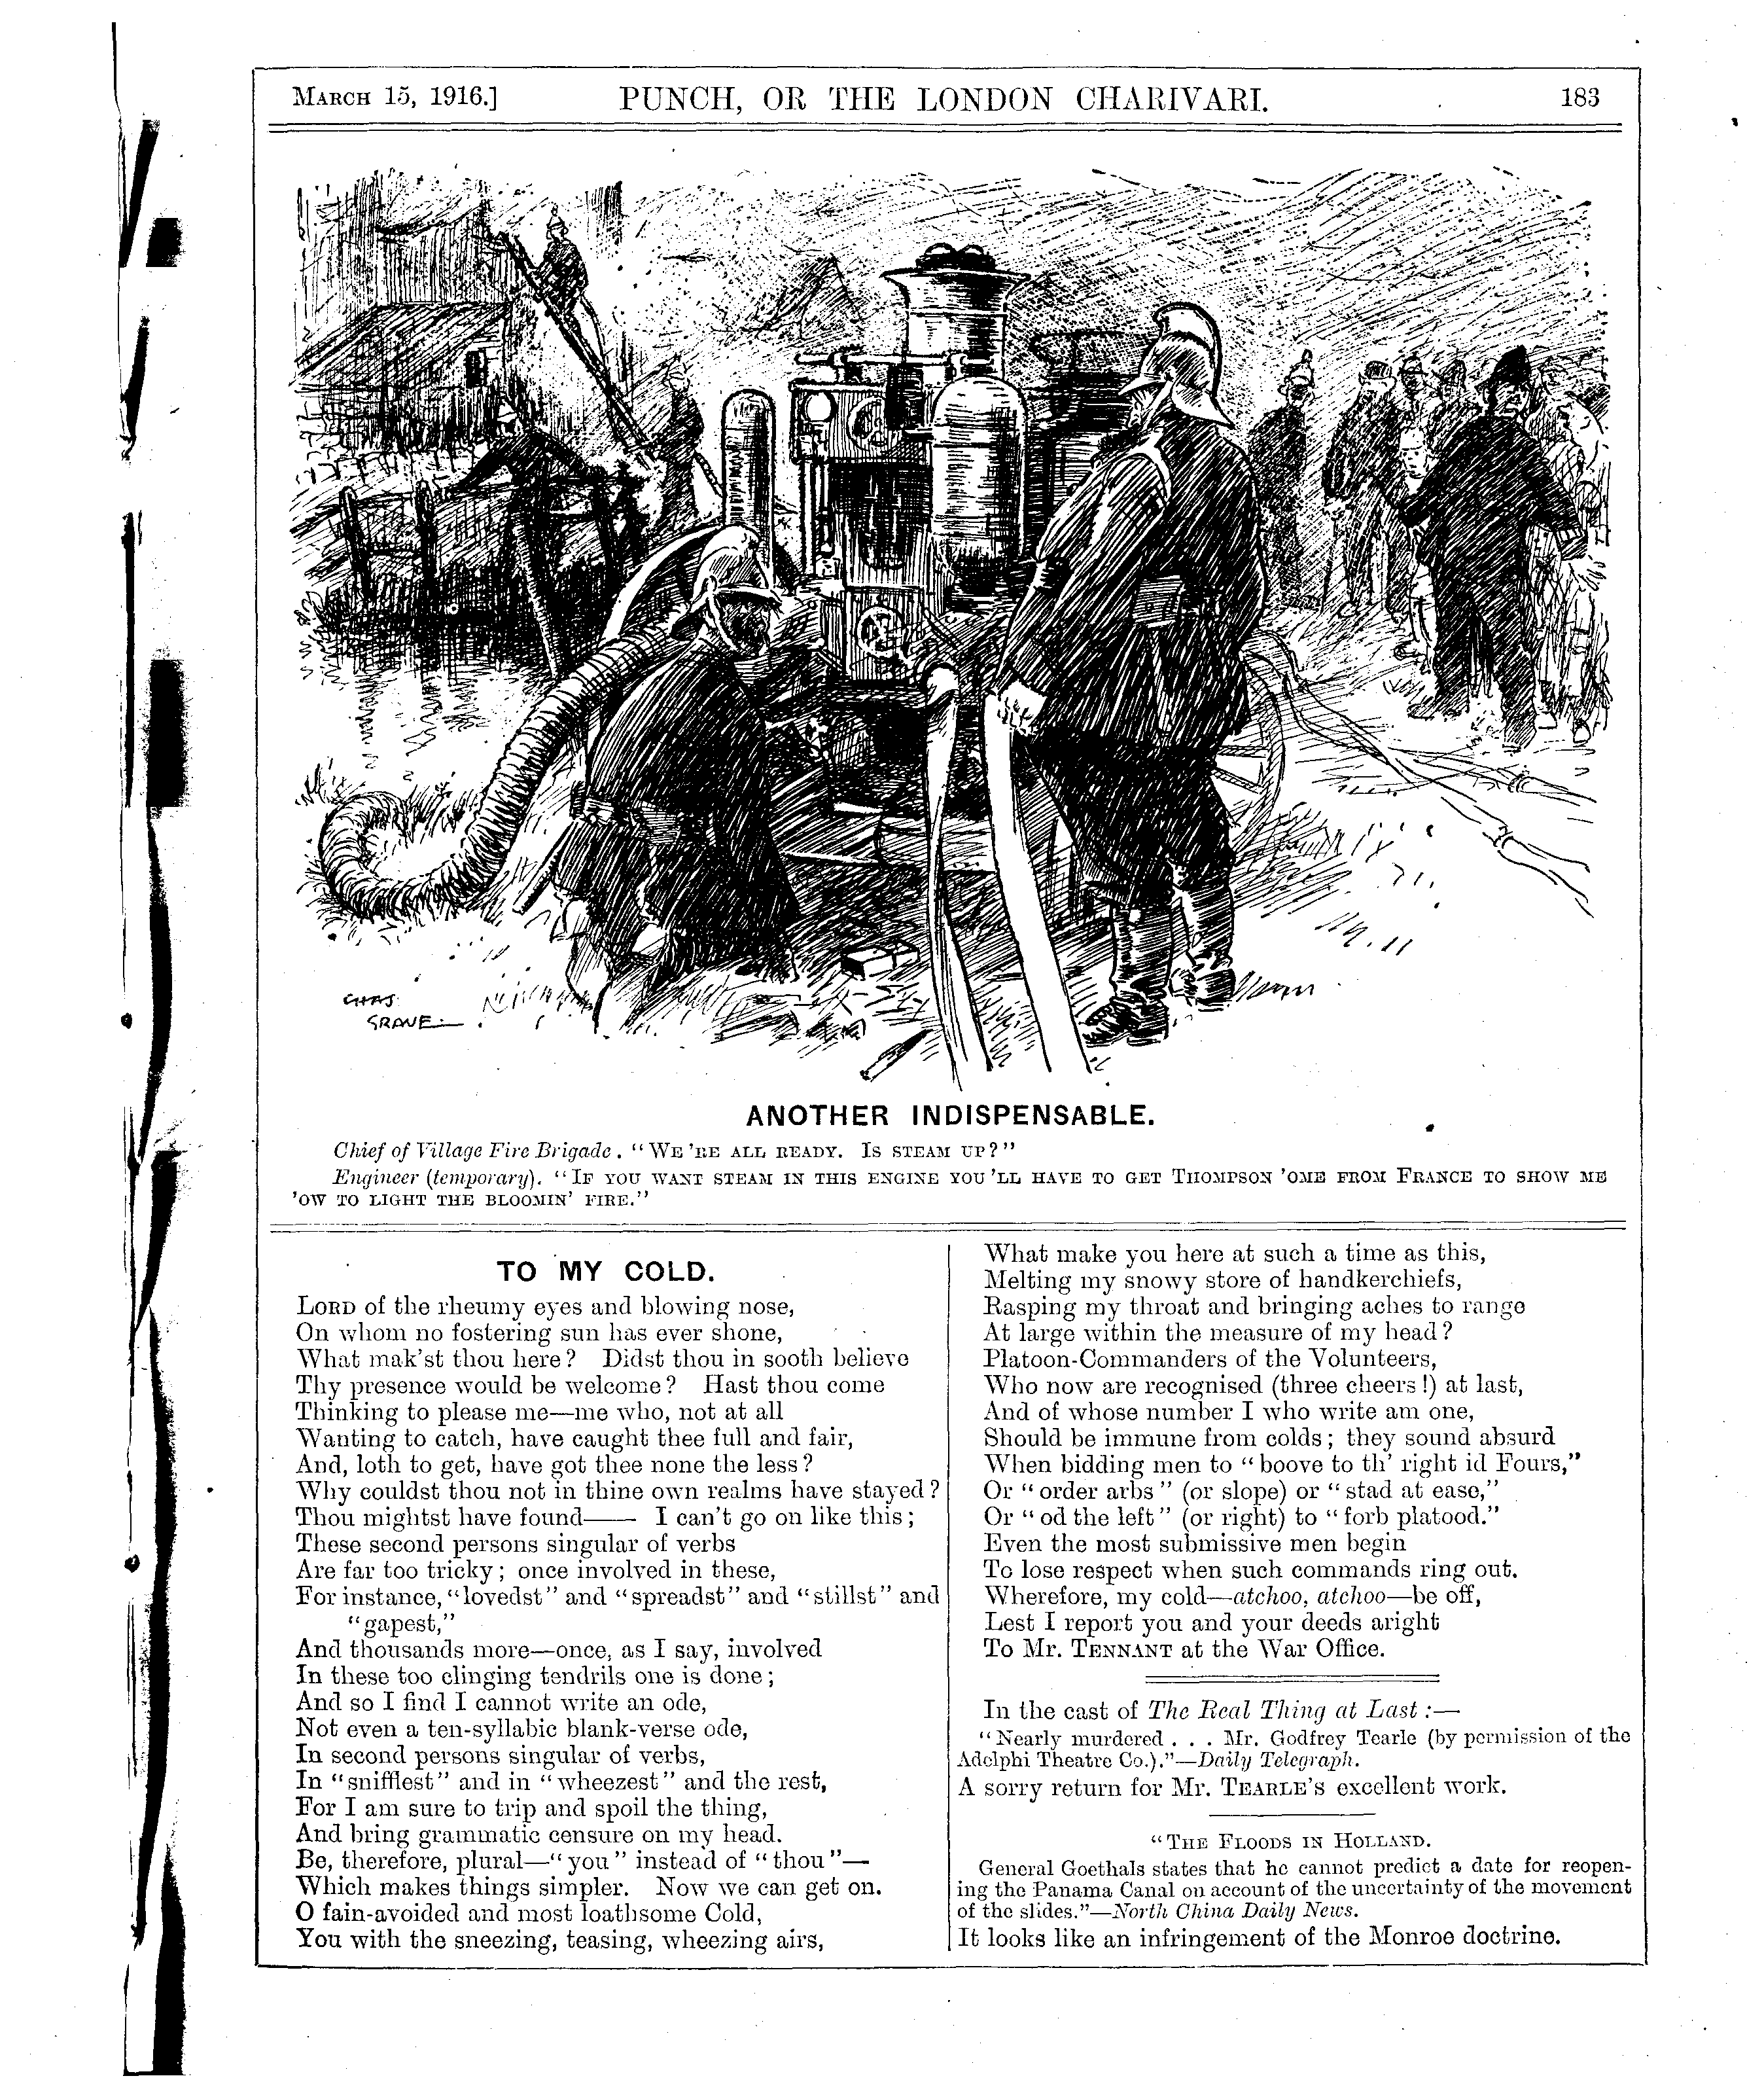 MARCH 15, 1916.] PUNCH, OR THE LONDON CHARIVARI. 183
CHAS. GRAVE.
ANOTHER INDISPENSABLE.
Chief of Village Fire Brigade. "WE'RE ALL READY. IS STEAM UP?"
Engineer (temporary). "IF YOU WANT STEAM IN THIS ENGINE YOU'LL HAVE TO GET THOMPSON 'OME FROM FRANCE TO SHOW ME
'OW TO LIGHT THE BLOOMIN' FIRE."
TO MY COLD.
LORD of the rheumy eyes and blowing nose,
On whom no fostering sun has ever shone,
What mak'st thou here? Didst thou in sooth believe
Thy presence would be welcome? Hast thou come
Thinking to please me—me who, not at all
Wanting to catch, have caught thee full and fair,
And, loth to get, have got thee none the less?
Why couldst thou not in thine own realms have stayed?
Thou mightst have found—— I can't go on like this;
These second persons singular of verbs
Are far too tricky; once involved in these,
For instance, "lovedst" and "spreadst" and "stillst" and
"gapest,"
And thousands more—once, as I say, involved
In these too clinging tendrils one is done;
And so I find I cannot write an ode,
Not even a ten-syllabic blank-verse ode,
In second persons singular of verbs,
In "sniffiest" and in "wheezest" and the rest,
For I am sure to trip and spoil the thing,
And bring grammatic censure on my head.
Be, therefore, plural—"you" instead of "thou"—
Which makes things simpler. Now we can get on.
O fain-avoided and most loathsome Cold,
You with the sneezing, teasing, wheezing airs,
What make you here at such a time as this,
Melting my snowy store of handkerchiefs,
Rasping my throat and bringing aches to range
At large within the measure of my head?
Platoon-Commanders of the Volunteers,
Who now are recognised (three cheers!) at last,
And of whose number I who write am one,
Should be immune from colds; they sound absurd
When bidding men to "boove to th' right id Fours,"
Or "order arbs" (or slope) or "stad at ease,"
Or "od the left" (or right) to "forb platood."
Even the most submissive men begin
To lose respect when such commands ring out.
Wherefore, my cold—atchoo, atchoo—be off,
Lest I report you and your deeds aright
To Mr. TENNANT at the War Office.
In the cast of The Real Thing at Last:—
"Nearly murdered . . . Mr. Godfrey Tearle (by permission of the
Adelphi Theatre Co.)."—Daily Telegraph.
A sorry return for Mr. TEARLE'S excellent work.
"THE FLOODS IN HOLLAND.
General Goethals states that he cannot predict a date for reopen-
ing the Panama Canal on account of the uncertainty of the movement
of the slides."—North China Daily News.
It looks like an infringement of the Monroe doctrine.